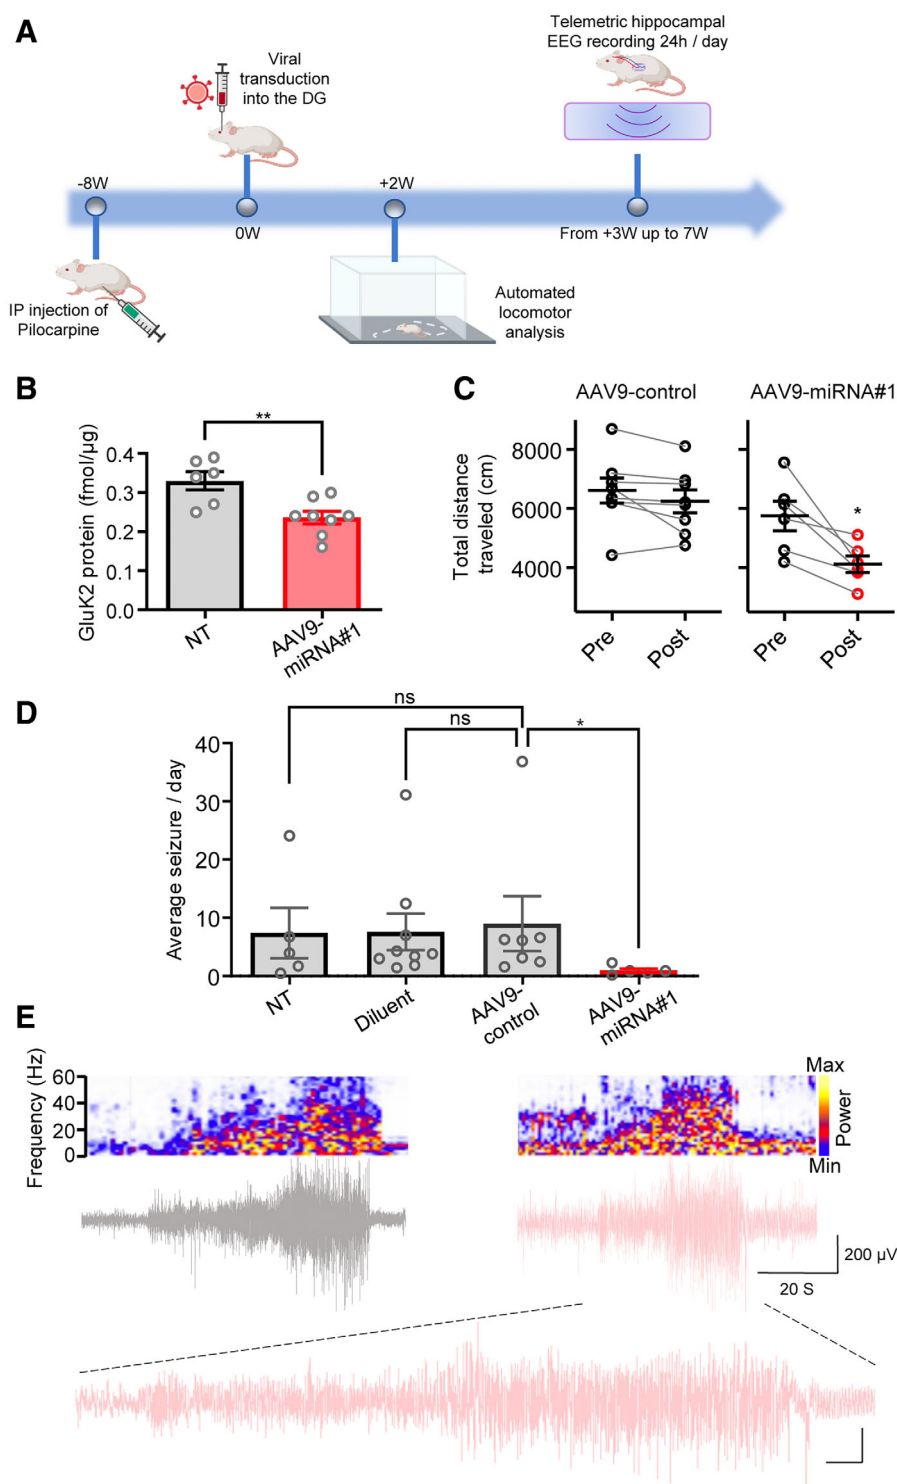 A
Viral
transduction
into the DG
Telemetric hippocampal
EEG recording 24h / day
-8W
+2W
0W
From +3W up to 7W
IP injection of
Pilocarpine
Automated
locomotor
analysis
B
**
GluK2 protein (fmol/µg)
0.4
0.3
0.2
0.1
0.0
NT
AAV9-
miRNA#1
C
AAV9-control
AAV9-miRNA#1
Total distance
traveled (cm)
8000
6000
4000
*
Pre
Post
Pre
Post
D
ns
ns
*
Average seizure / day
40
30
20
10
0
NT
Diluent
AAV9-
control
AAV9-
miRNA#1
E
Frequency (Hz)
60
40
20
0
Max
Power
Min
200 µV
20 S